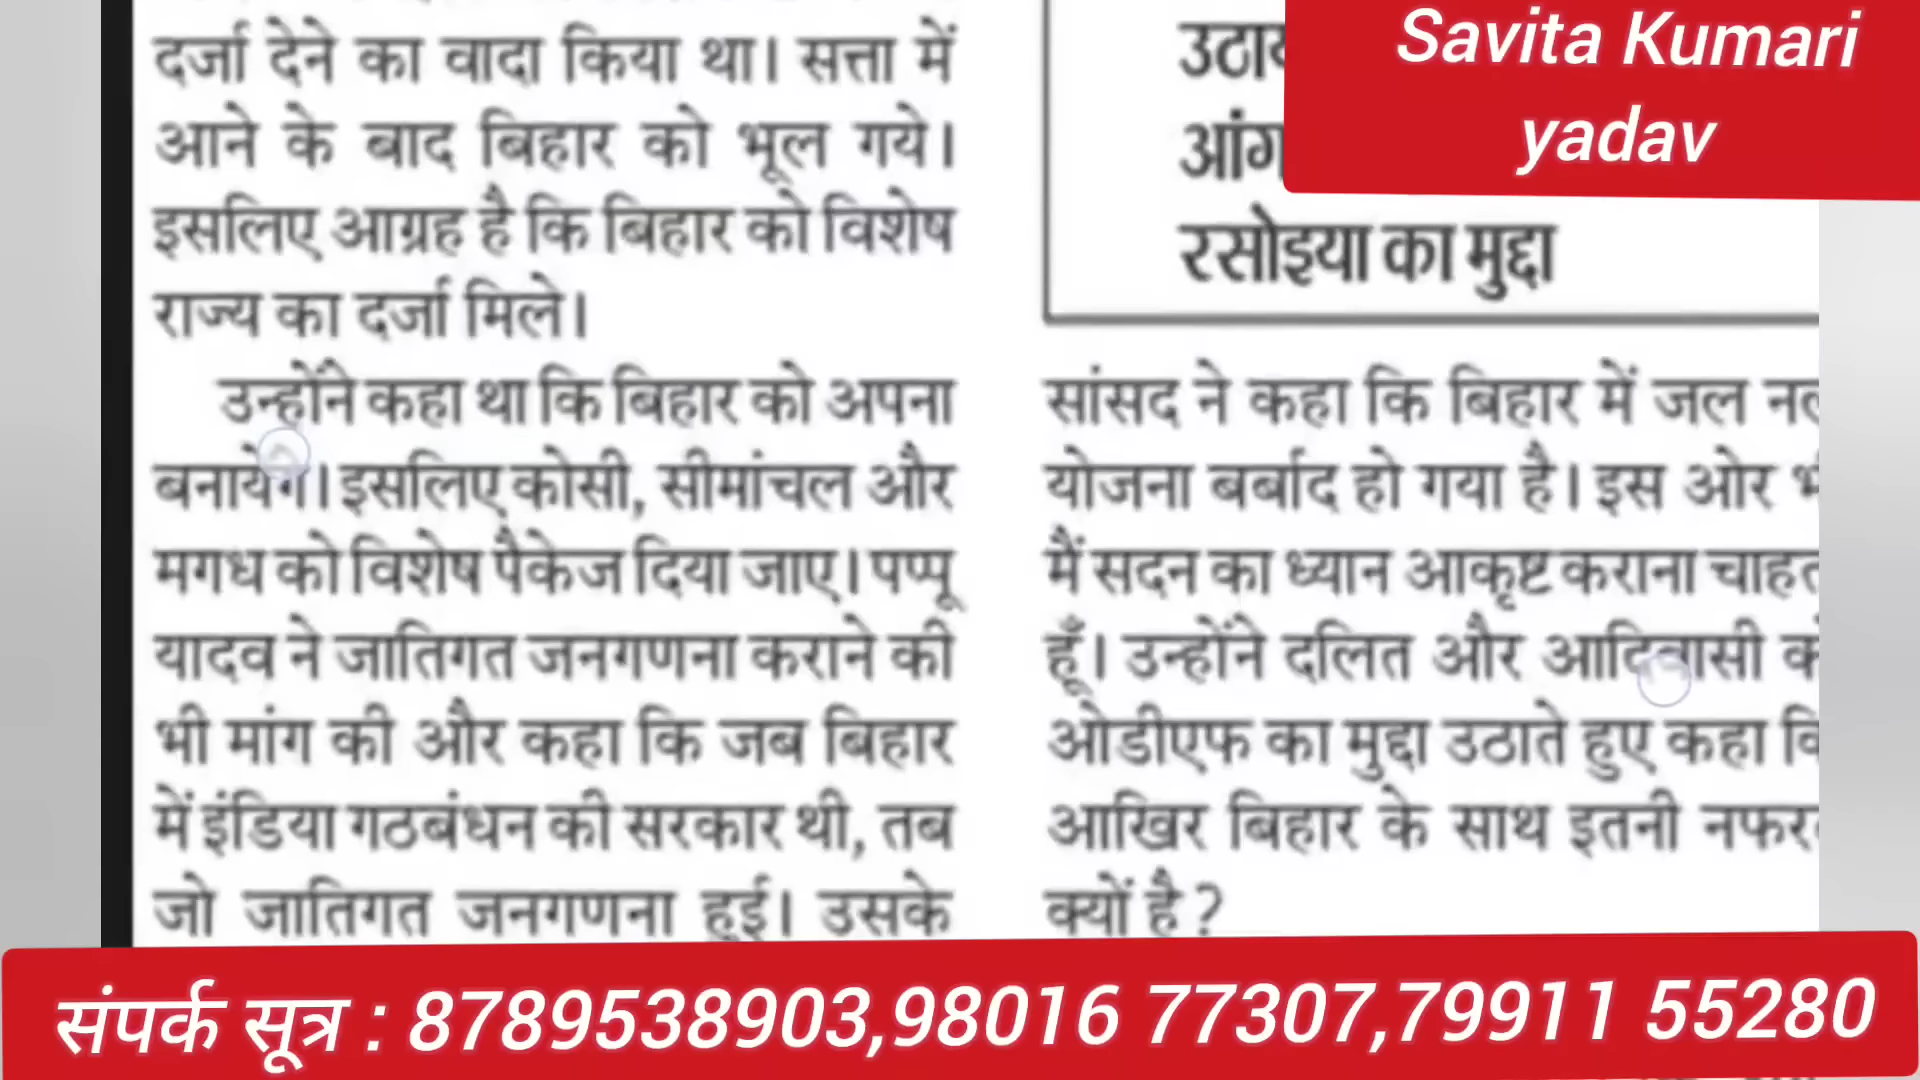 दर्जा देने का वादा किया था। सत्ता में
आने के बाद बिहार को भूल गये।
इसलिए आग्रह है कि बिहार को विशेष
राज्य का दर्जा मिले।
उन्होंने कहा था कि बिहार को अपना
बनायेंगे। इसलिए कोसी, सीमांचल और
मगध को विशेष पैकेज दिया जाए। पप्पू
यादव ने जातिगत जनगणना कराने की
भी मांग की और कहा कि जब बिहार
में इंडिया गठबंधन की सरकार थी, तब
जो जातिगत जनगणना हुई। उसके
रसोइया का मुद्दा
सांसद ने कहा कि बिहार में जल
योजना बर्बाद हो गया है। इस ओर
मैं सदन का ध्यान आकृष्ट कराना
हूँ। उन्होंने दलित और आदिवासी
ओडीएफ का मुद्दा उठाते हुए कहा
आखिर बिहार के साथ इतनी
क्यों है?
Savita Kumari
yadav
संपर्क सूत्र : 8789538903,98016 77307,79911 55280